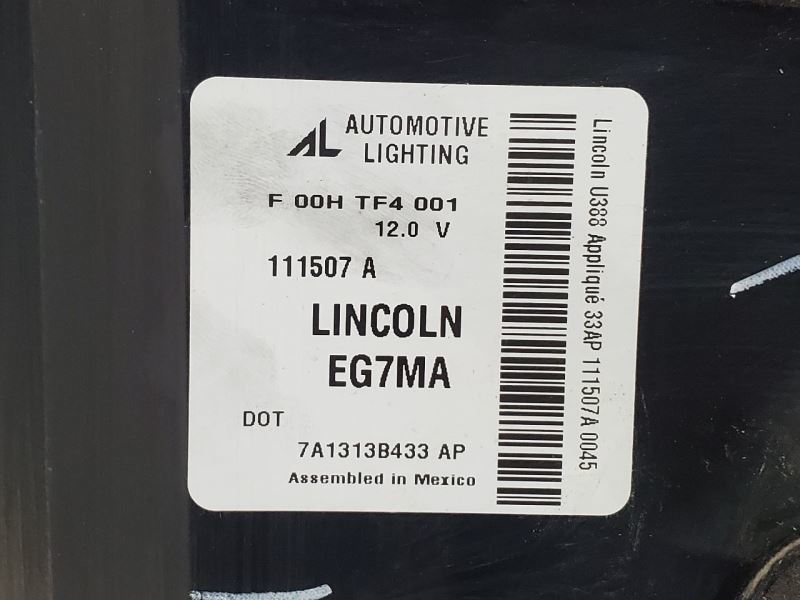 AL AUTOMOTIVE
LIGHTING
F 00H TF4 001
12.0 V
111507 A
LINCOLN
EG7MA
DOT
7A1313B433 AP
Assembled in Mexico
Lincoln U388 Appliqué 33AP 111507A 0045